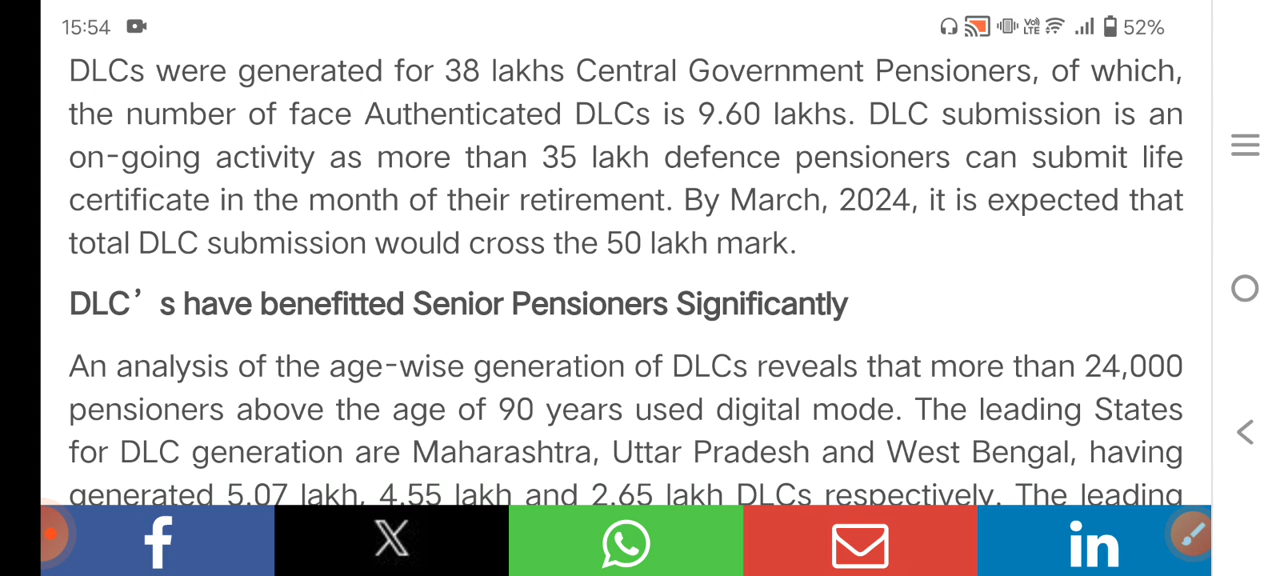 15:54
Vol LTE 52%
DLCs were generated for 38 lakhs Central Government Pensioners, of which,
the number of face Authenticated DLCs is 9.60 lakhs. DLC submission is an
on-going activity as more than 35 lakh defence pensioners can submit life
certificate in the month of their retirement. By March, 2024, it is expected that
total DLC submission would cross the 50 lakh mark.
DLC’ s have benefitted Senior Pensioners Significantly
An analysis of the age-wise generation of DLCs reveals that more than 24,000
pensioners above the age of 90 years used digital mode. The leading States
for DLC generation are Maharashtra, Uttar Pradesh and West Bengal, having
generated 5.07 lakh, 4.55 lakh and 2.65 lakh DLCs respectively. The leading
f X in